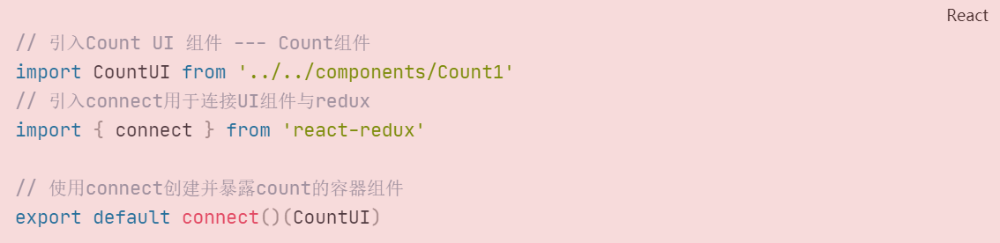 React
// 引入Count UI 组件 --- Count组件
import CountUI from '../../components/Count1'
// 引入connect用于连接UI组件与redux
import { connect } from 'react-redux'
// 使用connect创建并暴露count的容器组件
export default connect()(CountUI)